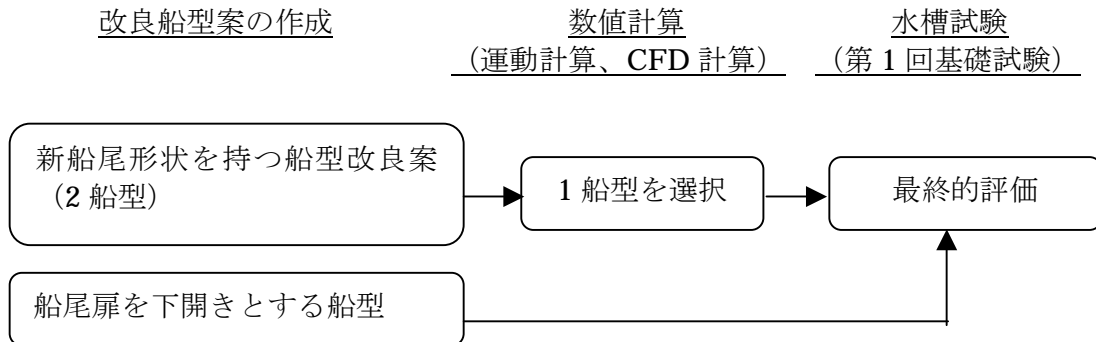 改良船型案の作成
数値計算
（運動計算、CFD 計算）
水槽試験
（第 1 回基礎試験）
新船尾形状を持つ船型改良案
（2 船型）
1 船型を選択
最終的評価
船尾扉を下開きとする船型